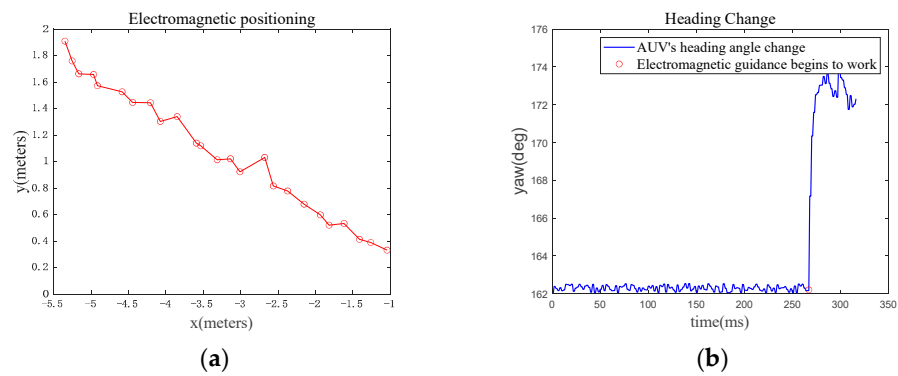 Electromagnetic positioning
2
1.8
1.6
1.4
1.2
1
0.8
0.6
0.4
0.2
0
y(meters)
-5.5 -5 -4.5 -4 -3.5 -3 -2.5 -2 -1.5 -1
x(meters)
(a)
Heading Change
AUV's heading angle change
Electromagnetic guidance begins to work
176
174
172
170
168
166
164
162
yaw(deg)
0 50 100 150 200 250 300 350
time(ms)
(b)